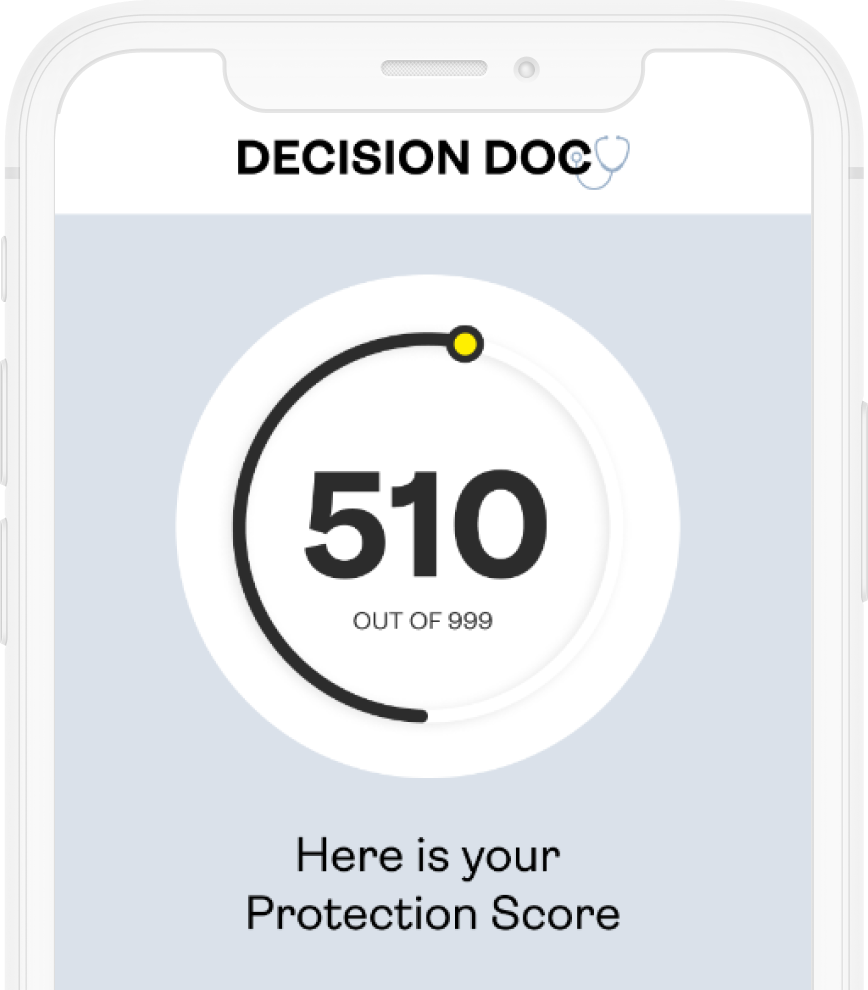 DECISION DOC
510
OUT OF 999
Here is your
Protection Score